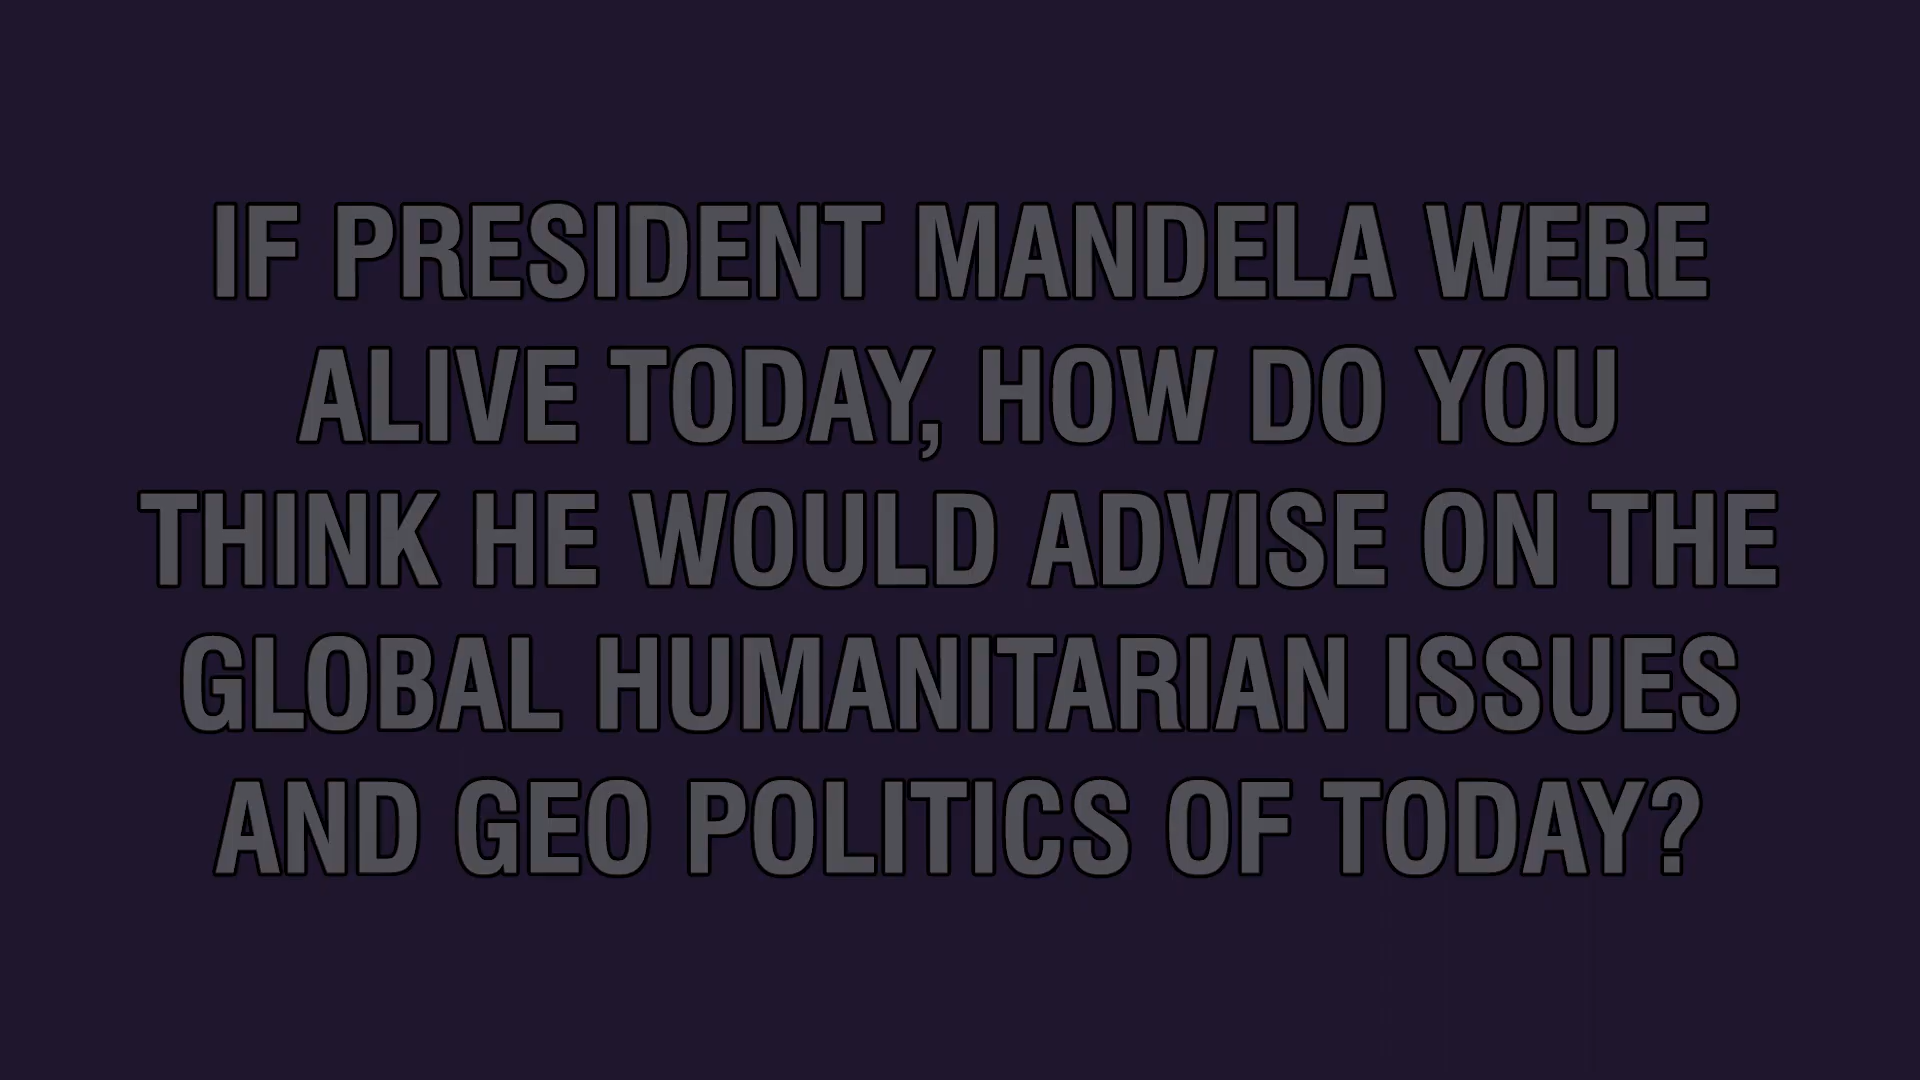 IF PRESIDENT MANDELA WERE
ALIVE TODAY, HOW DO YOU
THINK HE WOULD ADVISE ON THE
GLOBAL HUMANITARIAN ISSUES
AND GEO POLITICS OF TODAY?